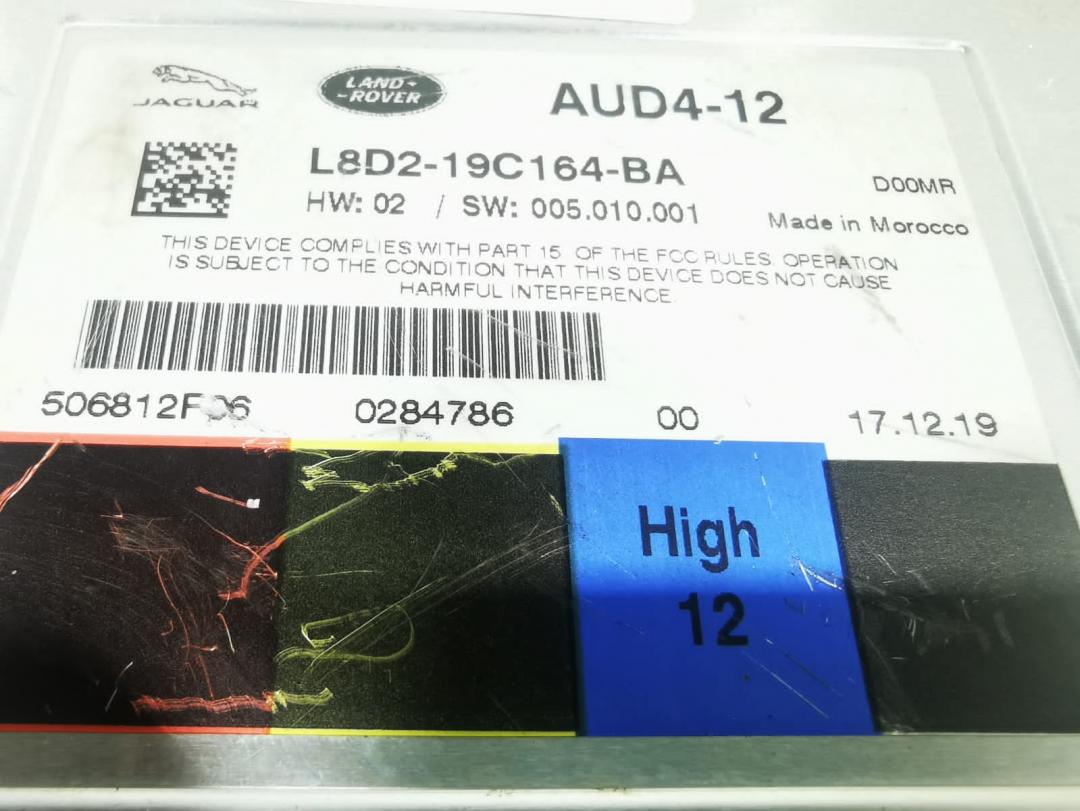 JAGUAR
LAND-
-ROVER
AUD4-12
L8D2-19C164-BA
D00MR
HW: 02 / SW: 005.010.001
Made in Morocco
THIS DEVICE COMPLIES WITH PART 15 OF THE FCC RULES. OPERATION
IS SUBJECT TO THE CONDITION THAT THIS DEVICE DOES NOT CAUSE
HARMFUL INTERFERENCE.
0284786 00 17.12.19
High
12